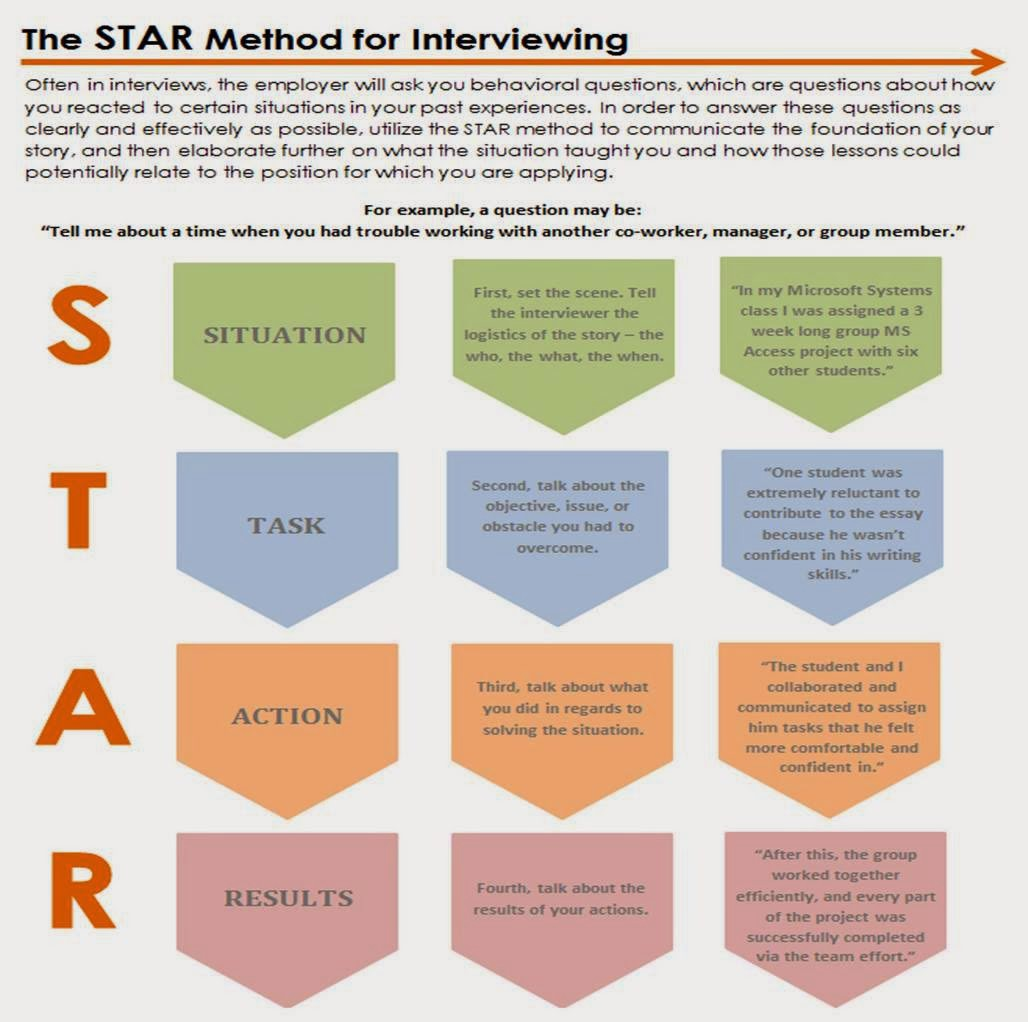 The STAR Method for Interviewing
Often in interviews, the employer will ask you behavioral questions, which are questions about how
you reacted to certain situations in your past experiences. In order to answer these questions as
clearly and effectively as possible, utilize the STAR method to communicate the foundation of your
story, and then elaborate further on what the situation taught you and how those lessons could
potentially relate to the position for which you are applying.
For example, a question may be:
“Tell me about a time when you had trouble working with another co-worker, manager, or group member.”
S
SITUATION
First, set the scene. Tell
the interviewer the
logistics of the story – the
who, the what, the when.
“In my Microsoft Systems
class I was assigned a 3
week long group MS
Access project with six
other students.”
T
TASK
Second, talk about the
objective, issue, or
obstacle you had to
overcome.
“One student was
extremely reluctant to
contribute to the essay
because he wasn’t
confident in his writing
skills.”
A
ACTION
Third, talk about what
you did in regards to
solving the situation.
“The student and I
collaborated and
communicated to assign
him tasks that he felt
more comfortable and
confident in.”
R
RESULTS
Fourth, talk about the
results of your actions.
“After this, the group
worked together
efficiently, and every part
of the project was
successfully completed
via the team effort.”